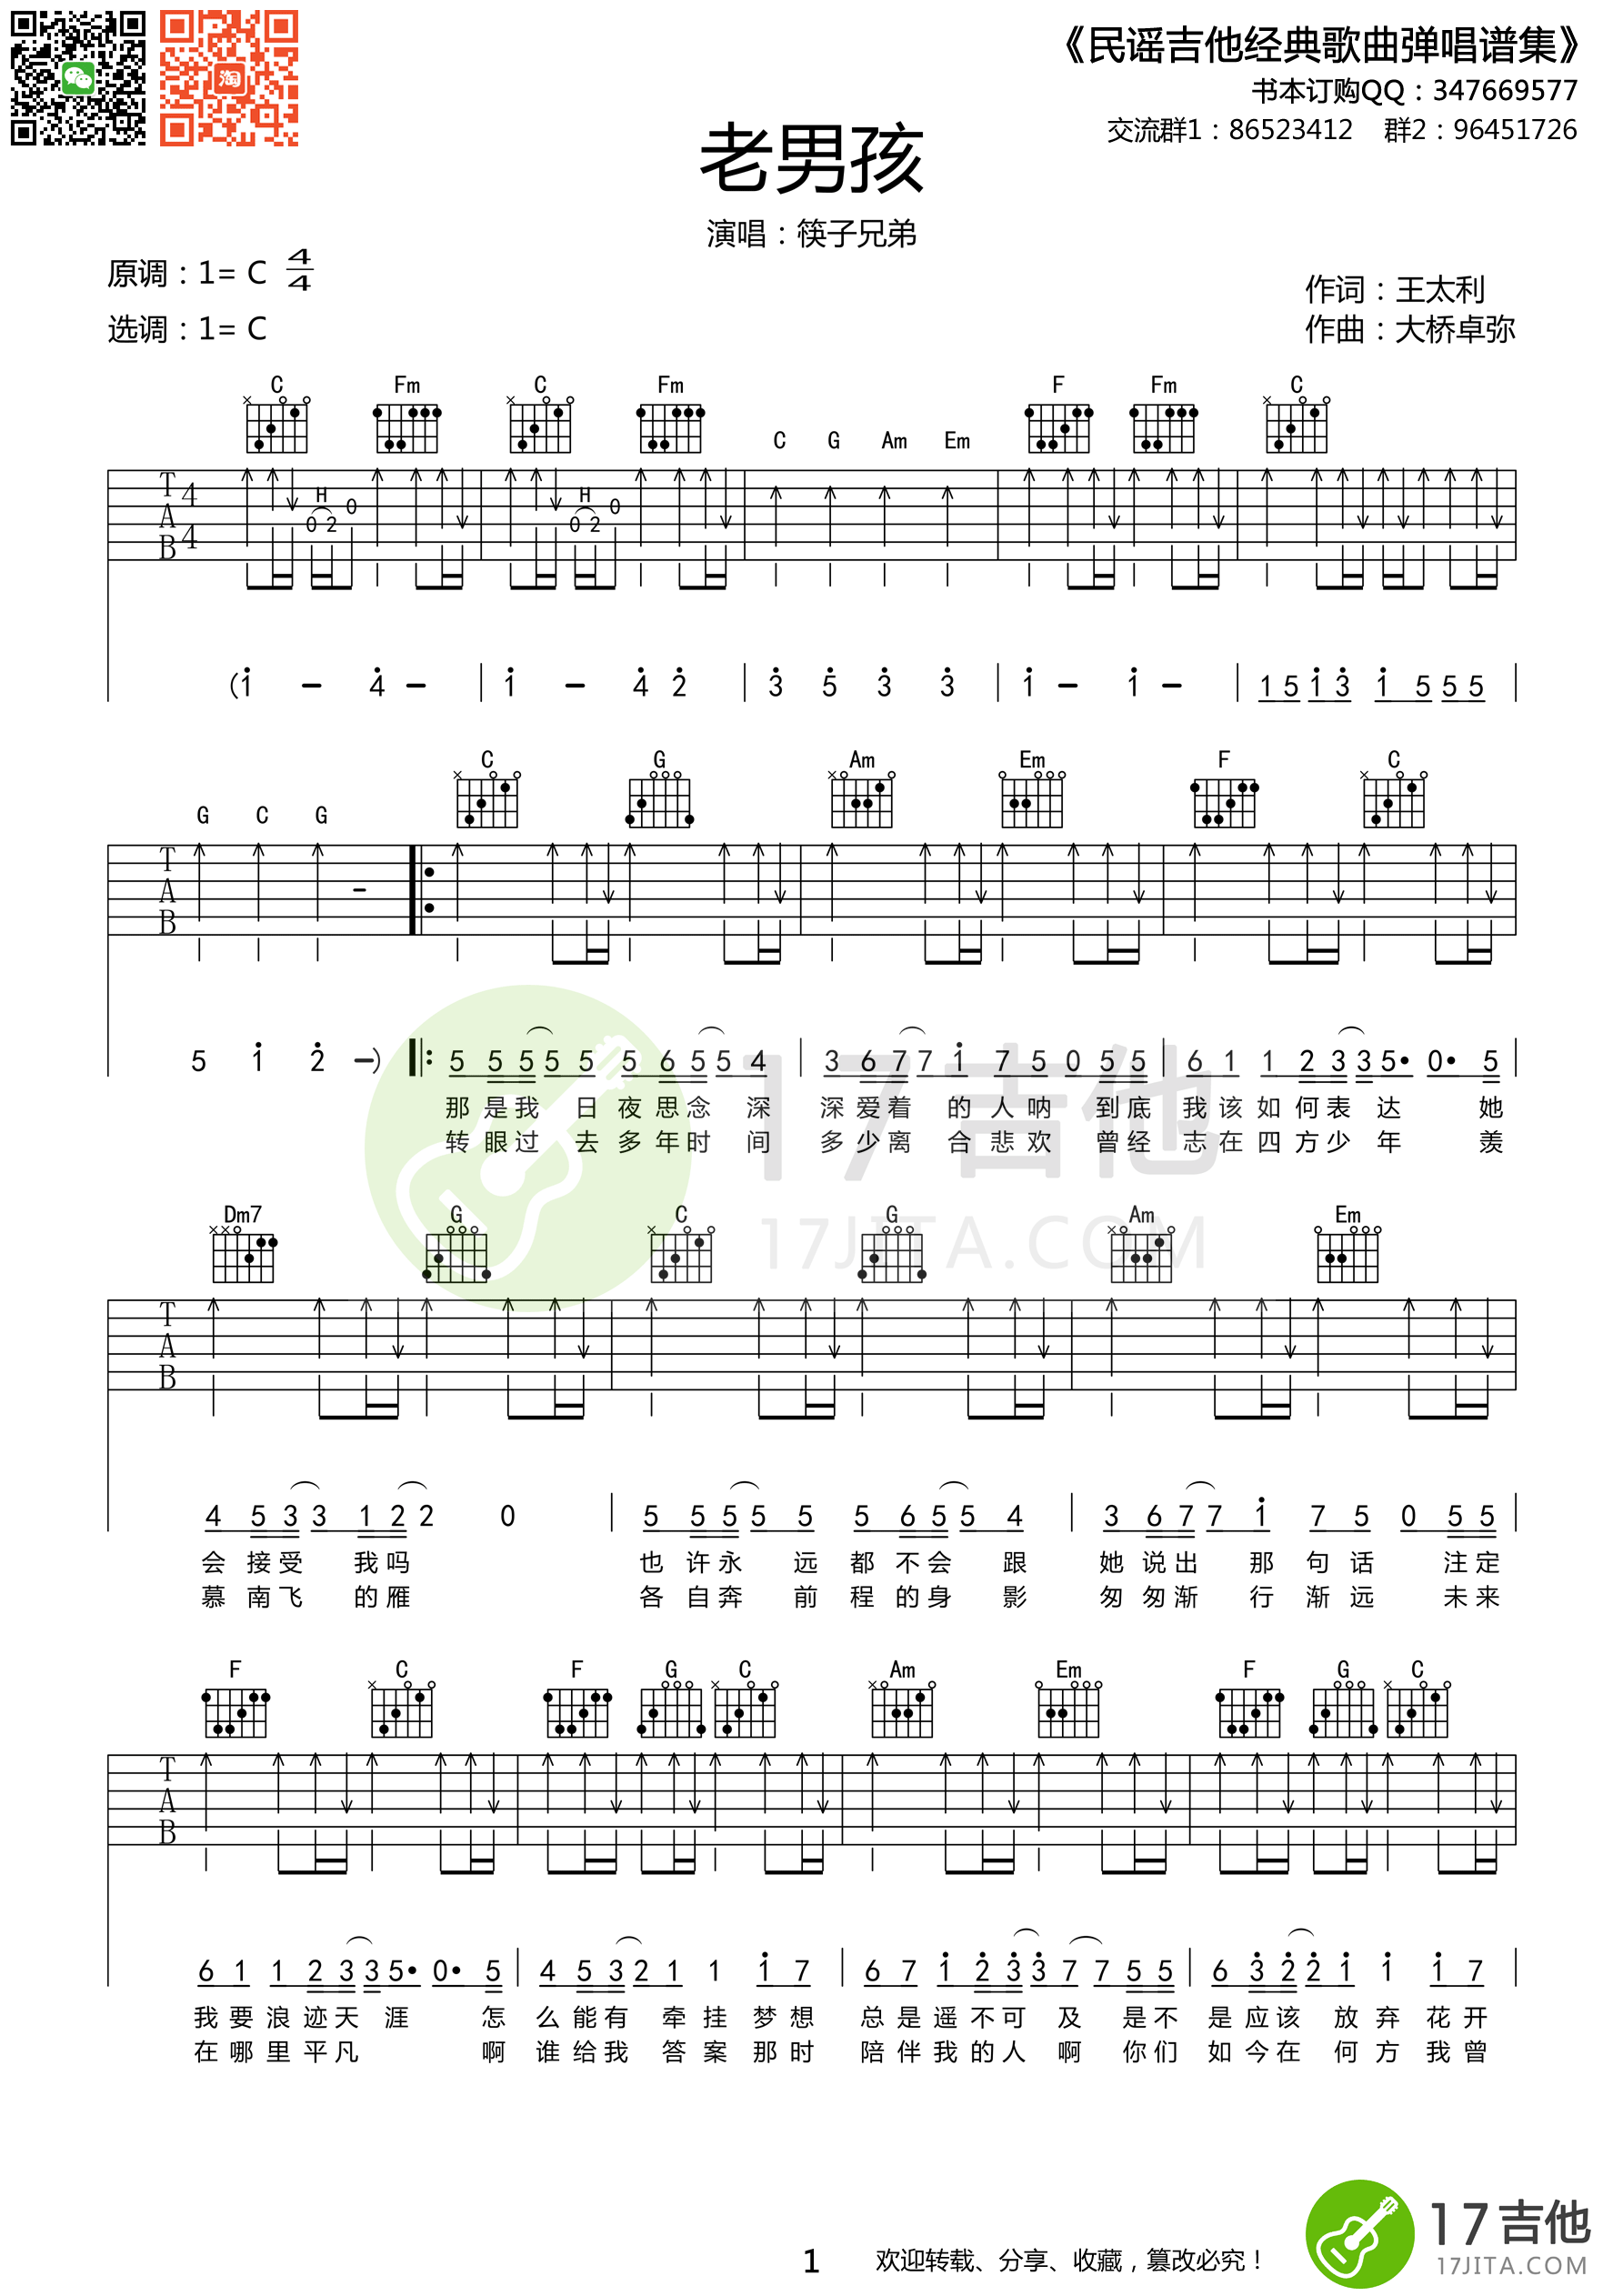 《民谣吉他经典歌曲弹唱谱集》
书本订购QQ：347669577
交流群1：86523412 群2：96451726
老男孩
演唱：筷子兄弟
原调：1= C 4/4
选调：1= C
作词：王太利
作曲：大桥卓弥
C Fm C Fm C G Am Em F Fm C
T A B 4 4
H H
0 2 0 0 2 0
(1 – 4 – 1 – 4 2 3 5 3 3 1 – 1 – 1 5 1 3 1 5 5 5
G C G C G Am Em F C
T A B
5 1 2 –) 5 5 5 5 5 5 6 5 5 4 3 6 7 7 1 7 5 0 5 5 6 1 1 2 3 3 5· 0· 5
那是我 日夜思念 深 深爱着 的人呐 到底 我该如何表 达 她
转眼过 去多年时 间 多少离 合悲欢 曾经 志在四方少 年 羡
17吉他
17JITA.COM
Dm7 G C G Am Em
T A B
4 5 3 3 1 2 2 0 5 5 5 5 5 5 6 5 5 4 3 6 7 7 1 7 5 0 5 5
会接受 我吗 也许永 远都不会 跟 她说出 那句话 注定
慕南飞 的雁 各自奔 前程的身 影 匆匆渐 行渐远 未来
F C F G C Am Em F G C
T A B
6 1 1 2 3 3 5· 0· 5 4 5 3 2 1 1 1 7 6 7 1 2 3 3 7 7 5 5 6 3 2 2 1 1 1 7
我要浪迹天 涯 怎 么能有 牵挂梦想 总是遥不可 及 是不 是应该 放弃花开
在哪里平凡 啊 谁给我 答案那时 陪伴我的人 啊 你们 如今在 何方我曾
1
欢迎转载、分享、收藏，篡改必究！
17吉他
17JITA.COM